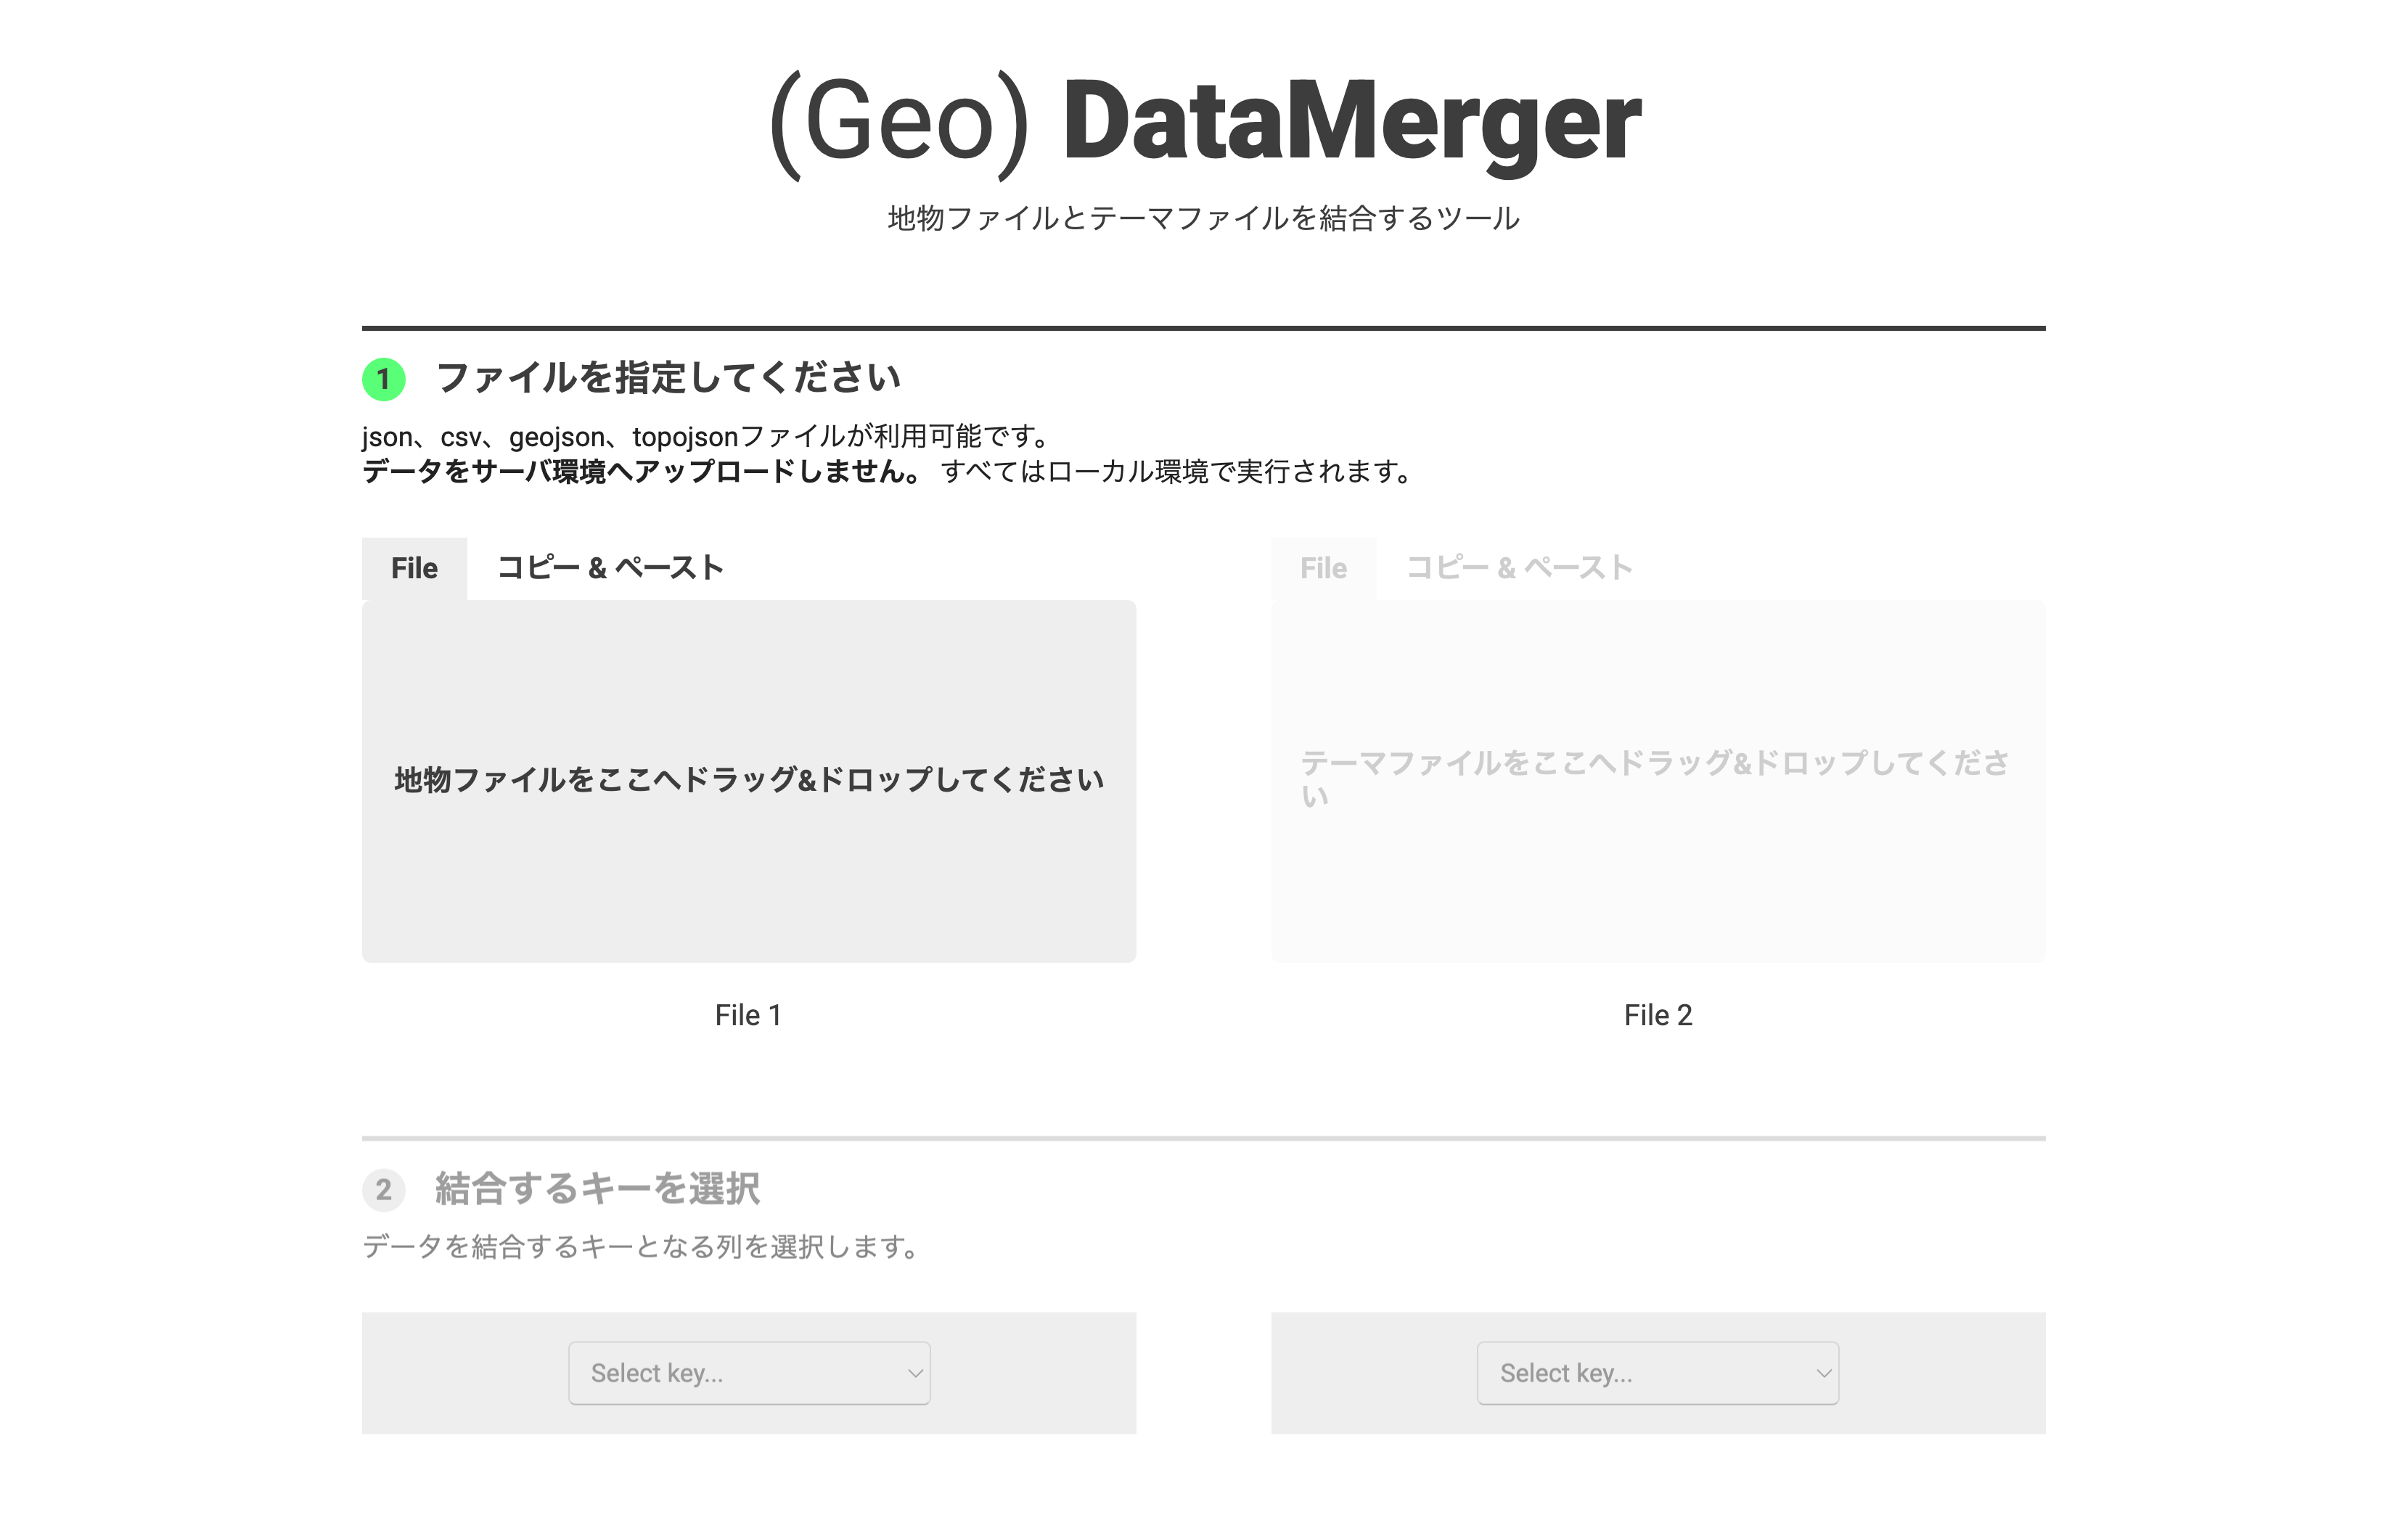 (Geo) DataMerger
地物ファイルとテーマファイルを結合するツール
1 ファイルを指定してください
json、csv、geojson、topojsonファイルが利用可能です。
データをサーバ環境へアップロードしません。 すべてはローカル環境で実行されます。
File コピー & ペースト
地物ファイルをここへドラッグ&ドロップしてください
File 1
File コピー & ペースト
テーマファイルをここへドラッグ&ドロップしてくださ
い
File 2
2 結合するキーを選択
データを結合するキーとなる列を選択します。
Select key...
Select key...